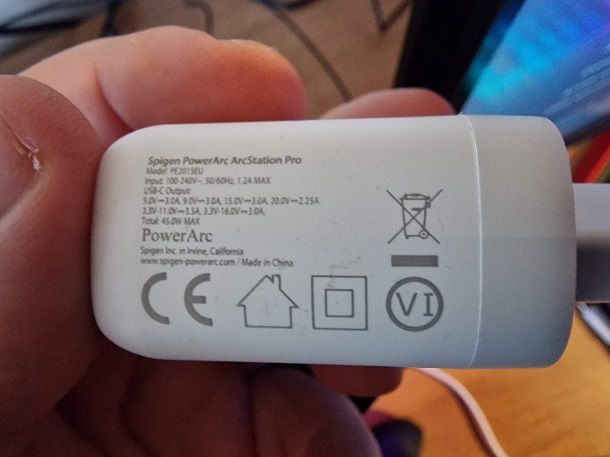 Spigen PowerArc ArcStation Pro
Model: PE2015EU
Input: 100-240V~, 50/60Hz, 1.2A MAX
USB-C Output:
5.0V⎓3.0A, 9.0V⎓3.0A, 15.0V⎓3.0A, 20.0V⎓2.25A
3.3V-11.0V⎓3.5A, 3.3V-16.0V⎓3.0A,
Total: 45.0W MAX
PowerArc
Spigen Inc. in Irvine, California
www.spigen-powerarc.com / Made in China
CE VI